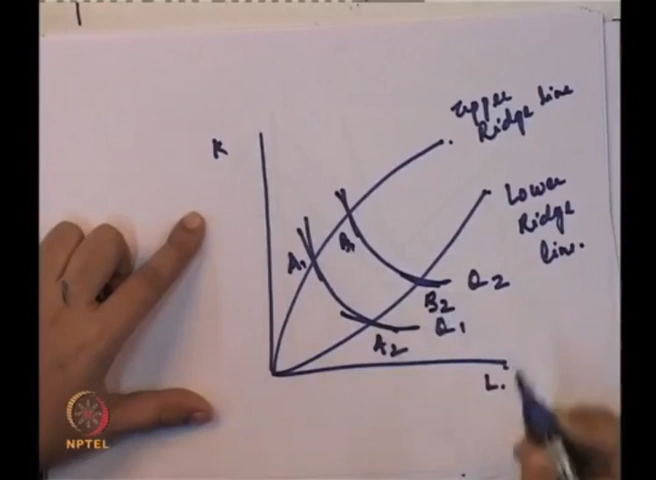 K
Upper
Ridge line
Lower
Ridge
line.
A1
B1
Q2
B2
Q1
A2
L.
NPTEL